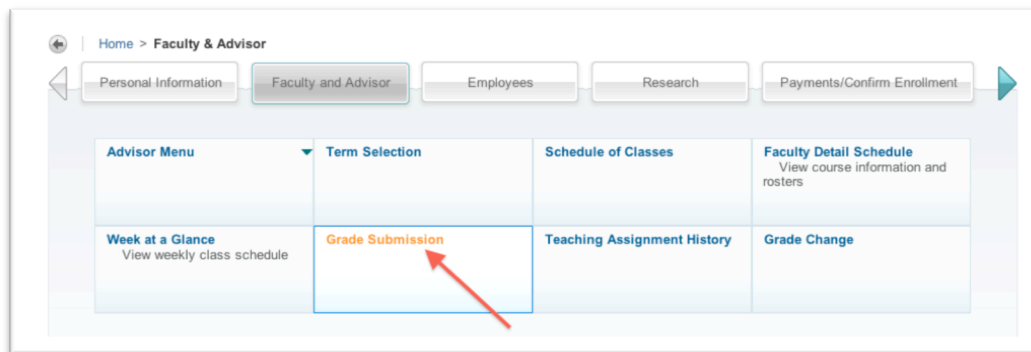 Home > Faculty & Advisor
Personal Information
Faculty and Advisor
Employees
Research
Payments/Confirm Enrollment
Advisor Menu
Term Selection
Schedule of Classes
Faculty Detail Schedule
View course information and
rosters
Week at a Glance
View weekly class schedule
Grade Submission
Teaching Assignment History
Grade Change